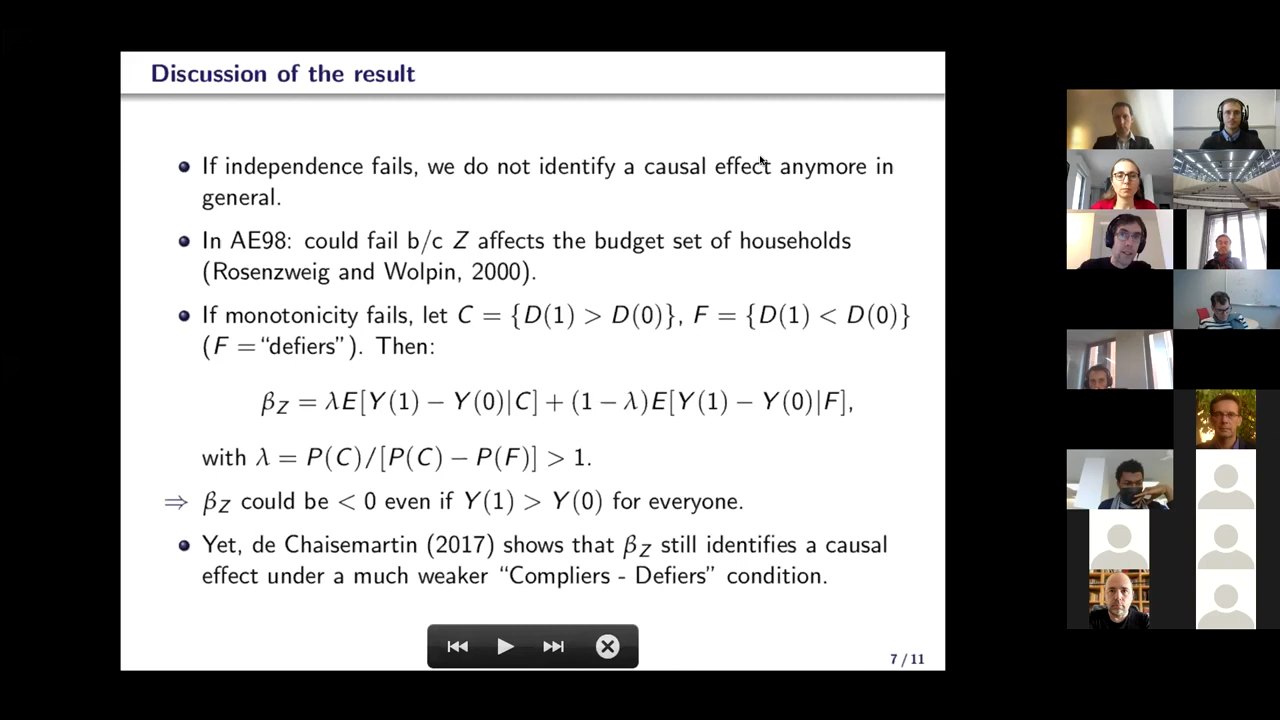 Discussion of the result
If independence fails, we do not identify a causal effect anymore in
general.
In AE98: could fail b/c Z affects the budget set of households
(Rosenzweig and Wolpin, 2000).
If monotonicity fails, let C = {D(1) > D(0)}, F = {D(1) < D(0)}
(F = “defiers”). Then:
β_Z = λE[Y(1) − Y(0)|C] + (1 − λ)E[Y(1) − Y(0)|F],
with λ = P(C)/[P(C) − P(F)] > 1.
⇒ β_Z could be < 0 even if Y(1) > Y(0) for everyone.
Yet, de Chaisemartin (2017) shows that β_Z still identifies a causal
effect under a much weaker “Compliers - Defiers” condition.
7 / 11